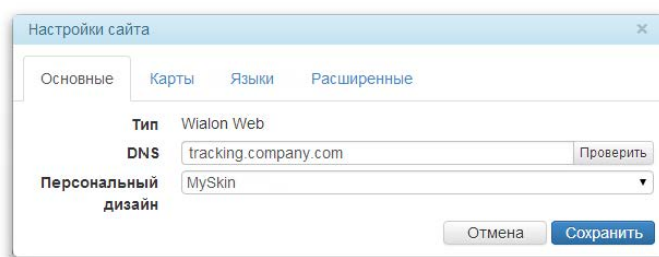 Настройки сайта ×
Основные Карты Языки Расширенные
Тип Wialon Web
DNS tracking.company.com Проверить
Персональный MySkin
дизайн
Отмена Сохранить